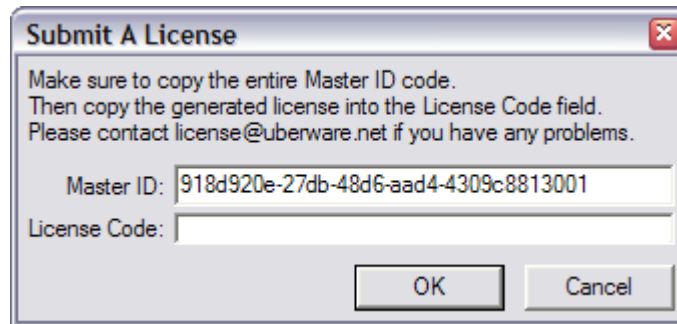 Submit A License
Make sure to copy the entire Master ID code.
Then copy the generated license into the License Code field.
Please contact license@uberware.net if you have any problems.
Master ID: 918d920e-27db-48d6-aad4-4309c8813001
License Code:
OK Cancel